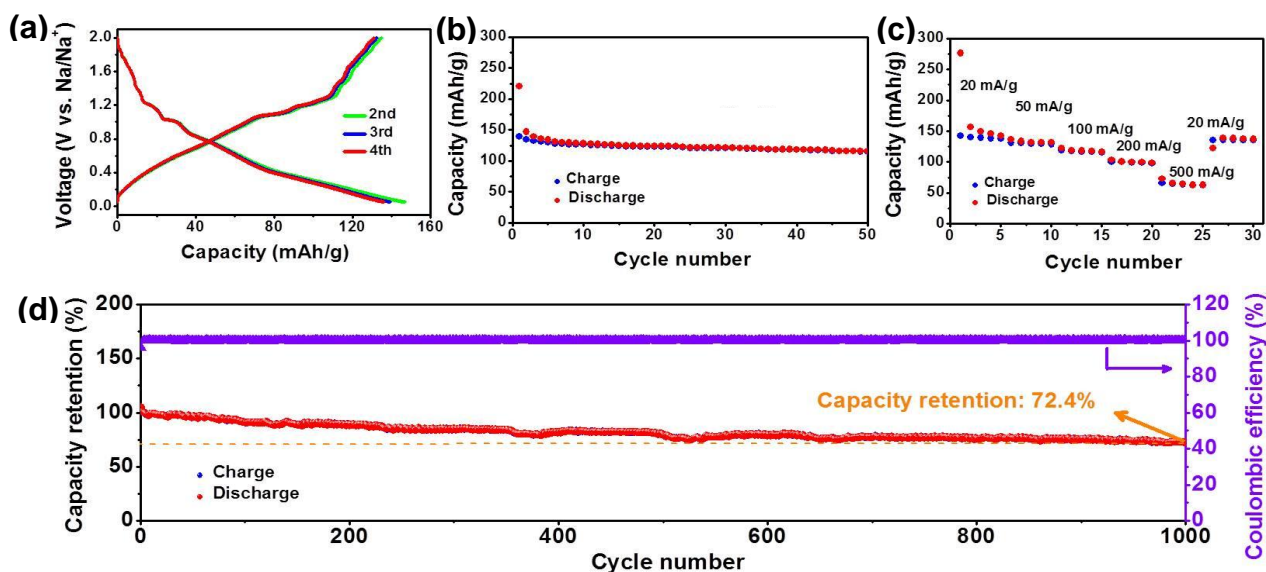 (a)
2.0
1.6
1.2
0.8
0.4
0.0
Voltage (V vs. Na/Na⁺)
2nd
3rd
4th
0 40 80 120 160
Capacity (mAh/g)
(b)
300
250
200
150
100
50
0
Capacity (mAh/g)
Charge
Discharge
0 10 20 30 40 50
Cycle number
(c)
300
250
200
150
100
50
0
Capacity (mAh/g)
20 mA/g
50 mA/g
100 mA/g
200 mA/g
500 mA/g
20 mA/g
Charge
Discharge
0 5 10 15 20 25 30
Cycle number
(d)
200
150
100
50
0
Capacity retention (%)
Capacity retention: 72.4%
Charge
Discharge
120
100
80
60
40
20
0
Coulombic efficiency (%)
0 200 400 600 800 1000
Cycle number